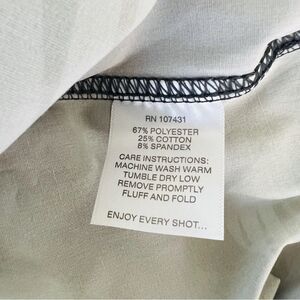 RN 107431
67% POLYESTER
25% COTTON
8% SPANDEX
CARE INSTRUCTIONS:
MACHINE WASH WARM
TUMBLE DRY LOW
REMOVE PROMPTLY
FLUFF AND FOLD
ENJOY EVERY SHOT...